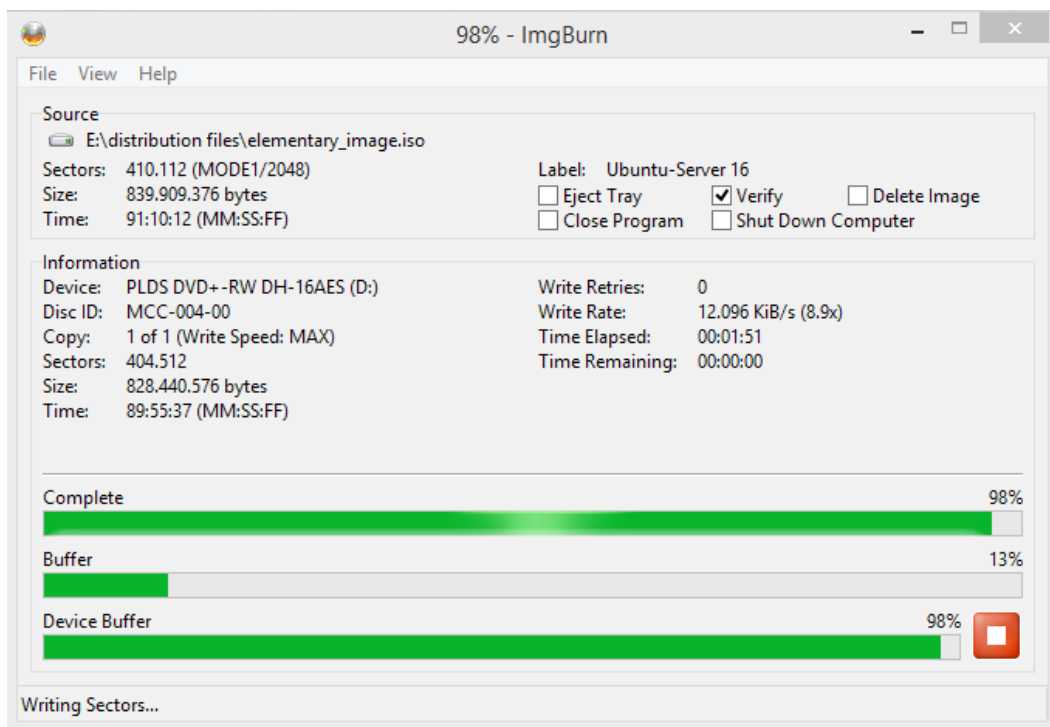 98% - ImgBurn
File View Help
Source
E:\distribution files\elementary_image.iso
Sectors: 410.112 (MODE1/2048) Label: Ubuntu-Server 16
Size: 839.909.376 bytes Eject Tray Verify Delete Image
Time: 91:10:12 (MM:SS:FF) Close Program Shut Down Computer
Information
Device: PLDS DVD+-RW DH-16AES (D:) Write Retries: 0
Disc ID: MCC-004-00 Write Rate: 12.096 KiB/s (8.9x)
Copy: 1 of 1 (Write Speed: MAX) Time Elapsed: 00:01:51
Sectors: 404.512 Time Remaining: 00:00:00
Size: 828.440.576 bytes
Time: 89:55:37 (MM:SS:FF)
Complete 98%
Buffer 13%
Device Buffer 98%
Writing Sectors...